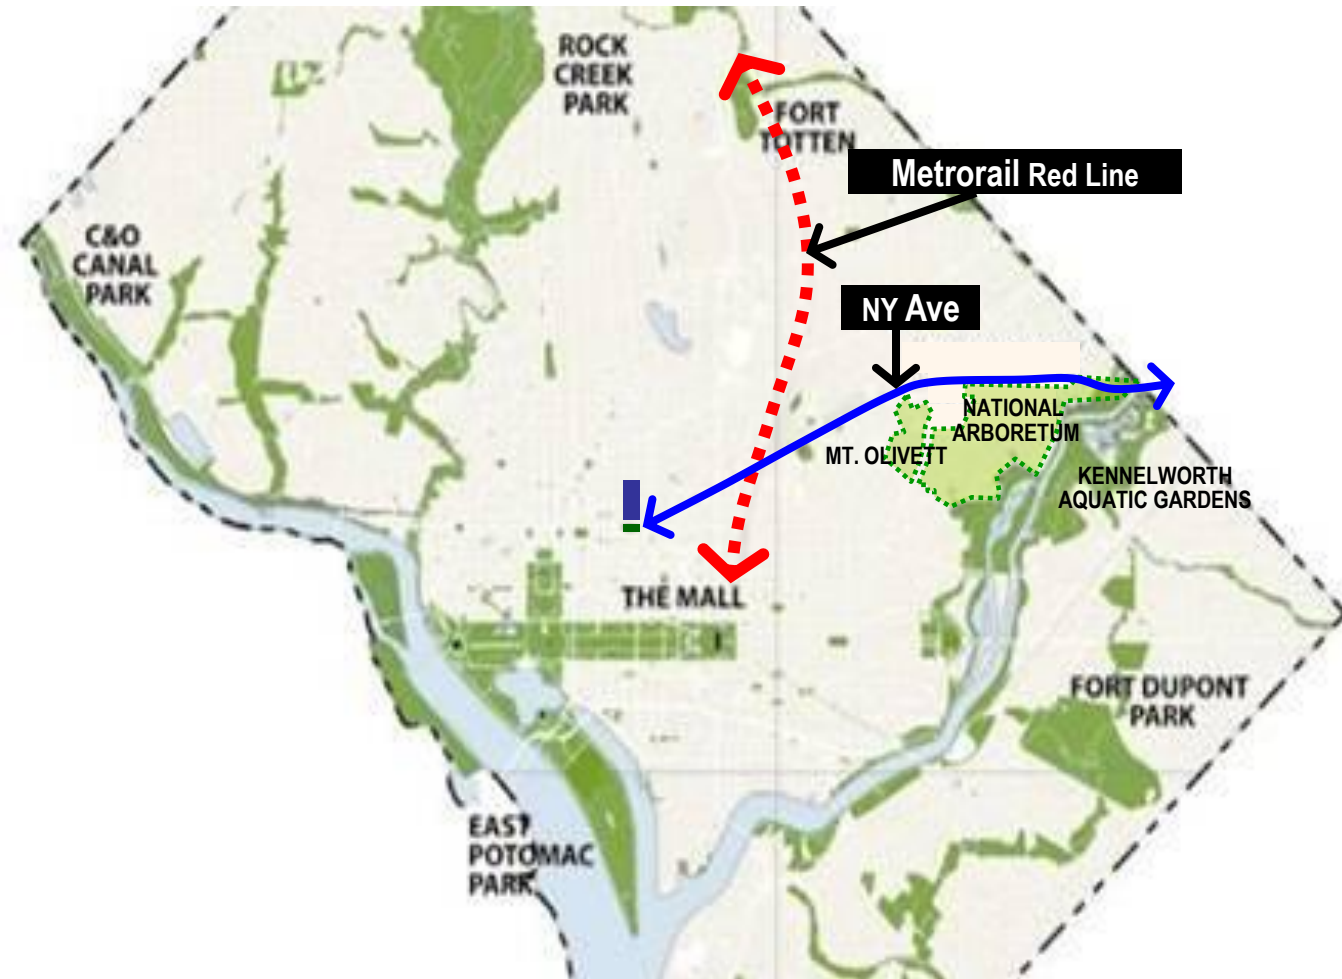 ROCK
CREEK
PARK
FORT
TOTTEN
Metrorail Red Line
C&O
CANAL
PARK
NY Ave
NATIONAL
ARBORETUM
MT. OLIVETT
KENNELWORTH
AQUATIC GARDENS
THE MALL
FORT DUPONT
PARK
EAST
POTOMAC
PARK